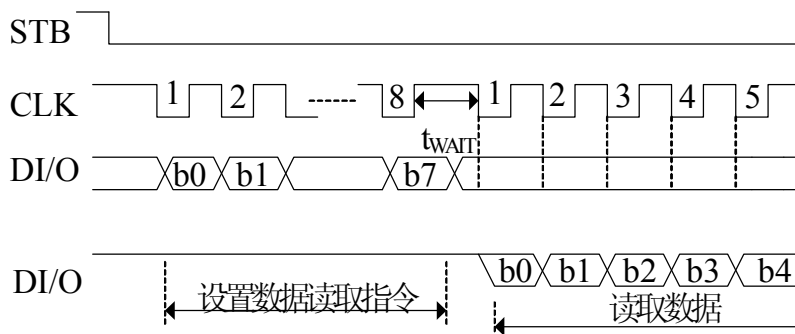 STB
CLK 1 2 8 1 2 3 4 5
tWAIT
DI/O b0 b1 b7
DI/O b0 b1 b2 b3 b4
设置数据读取指令 读取数据